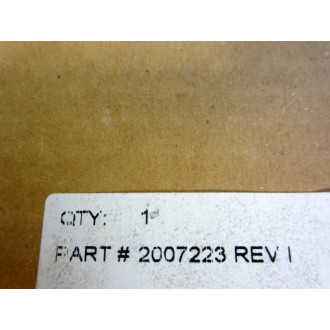 QTY: 1
PART # 2007223 REV I